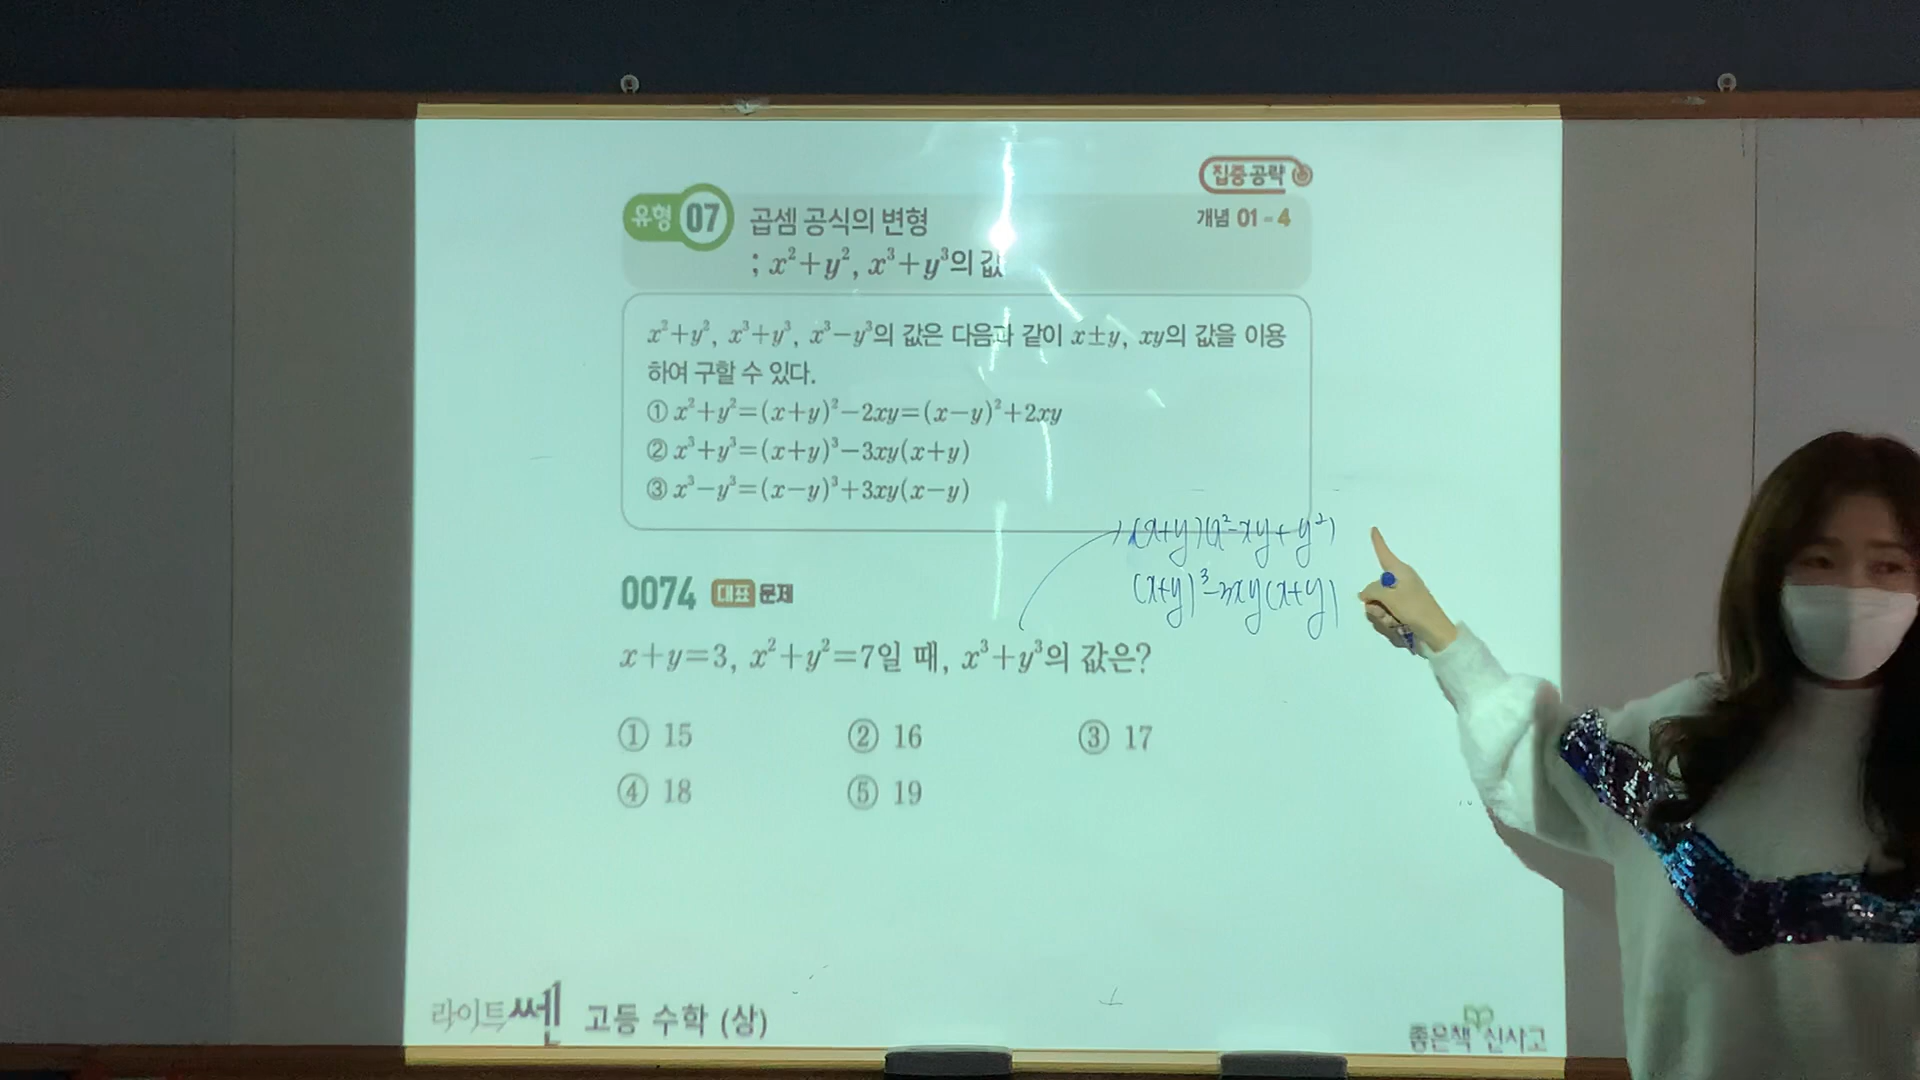 집중 공략
유형 07 곱셈 공식의 변형
개념 01-4
; x²+y², x³+y³의 값
x²+y², x³+y³, x³−y³의 값은 다음과 같이 x±y, xy의 값을 이용
하여 구할 수 있다.
① x²+y²=(x+y)²−2xy=(x−y)²+2xy
② x³+y³=(x+y)³−3xy(x+y)
③ x³−y³=(x−y)³+3xy(x−y)
(x+y)(x²-xy+y²)
(x+y)³-3xy(x+y)
0074 대표 문제
x+y=3, x²+y²=7일 때, x³+y³의 값은?
① 15 ② 16 ③ 17
④ 18 ⑤ 19
라이트쎈 고등 수학 (상)
좋은책 신사고